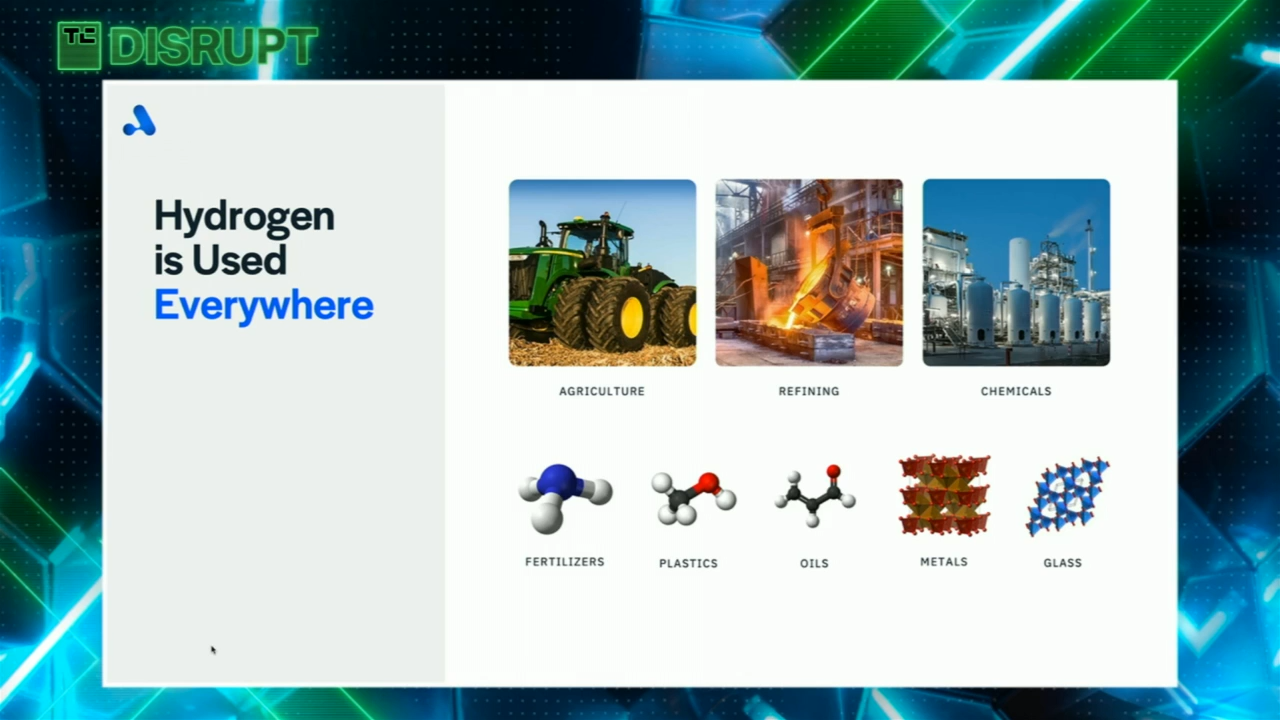 TC DISRUPT
Hydrogen
is Used
Everywhere
AGRICULTURE
REFINING
CHEMICALS
FERTILIZERS
PLASTICS
OILS
METALS
GLASS